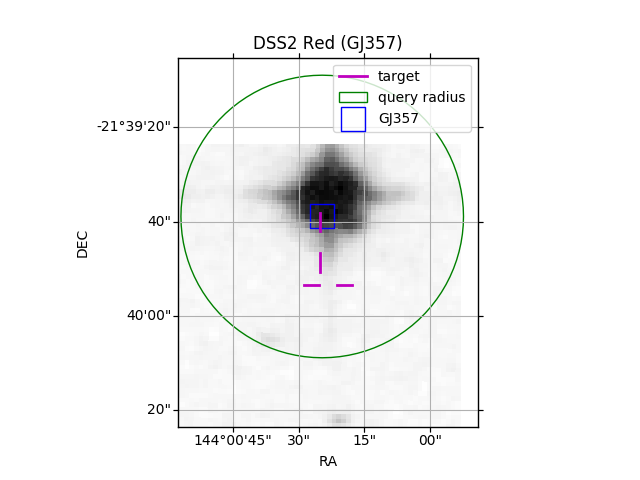 DSS2 Red (GJ357)
target
query radius
GJ357
-21°39'20"
40"
40'00"
20"
DEC
144°00'45" 30" 15" 00"
RA